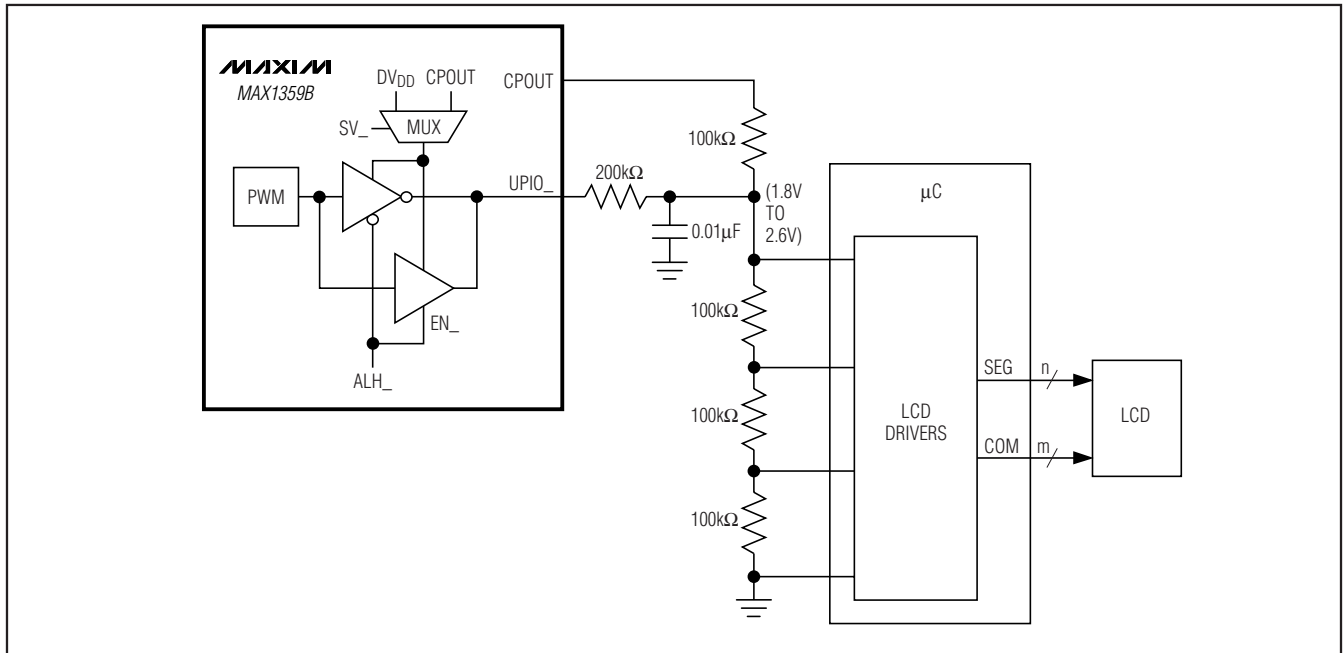 MAXIM
MAX1359B
DVDD CPOUT
CPOUT
SV_
MUX
100kΩ
PWM
UPIO_
200kΩ
(1.8V
TO
2.6V)
μC
0.01μF
100kΩ
EN_
ALH_
SEG n
100kΩ
LCD
DRIVERS
LCD
COM m
100kΩ